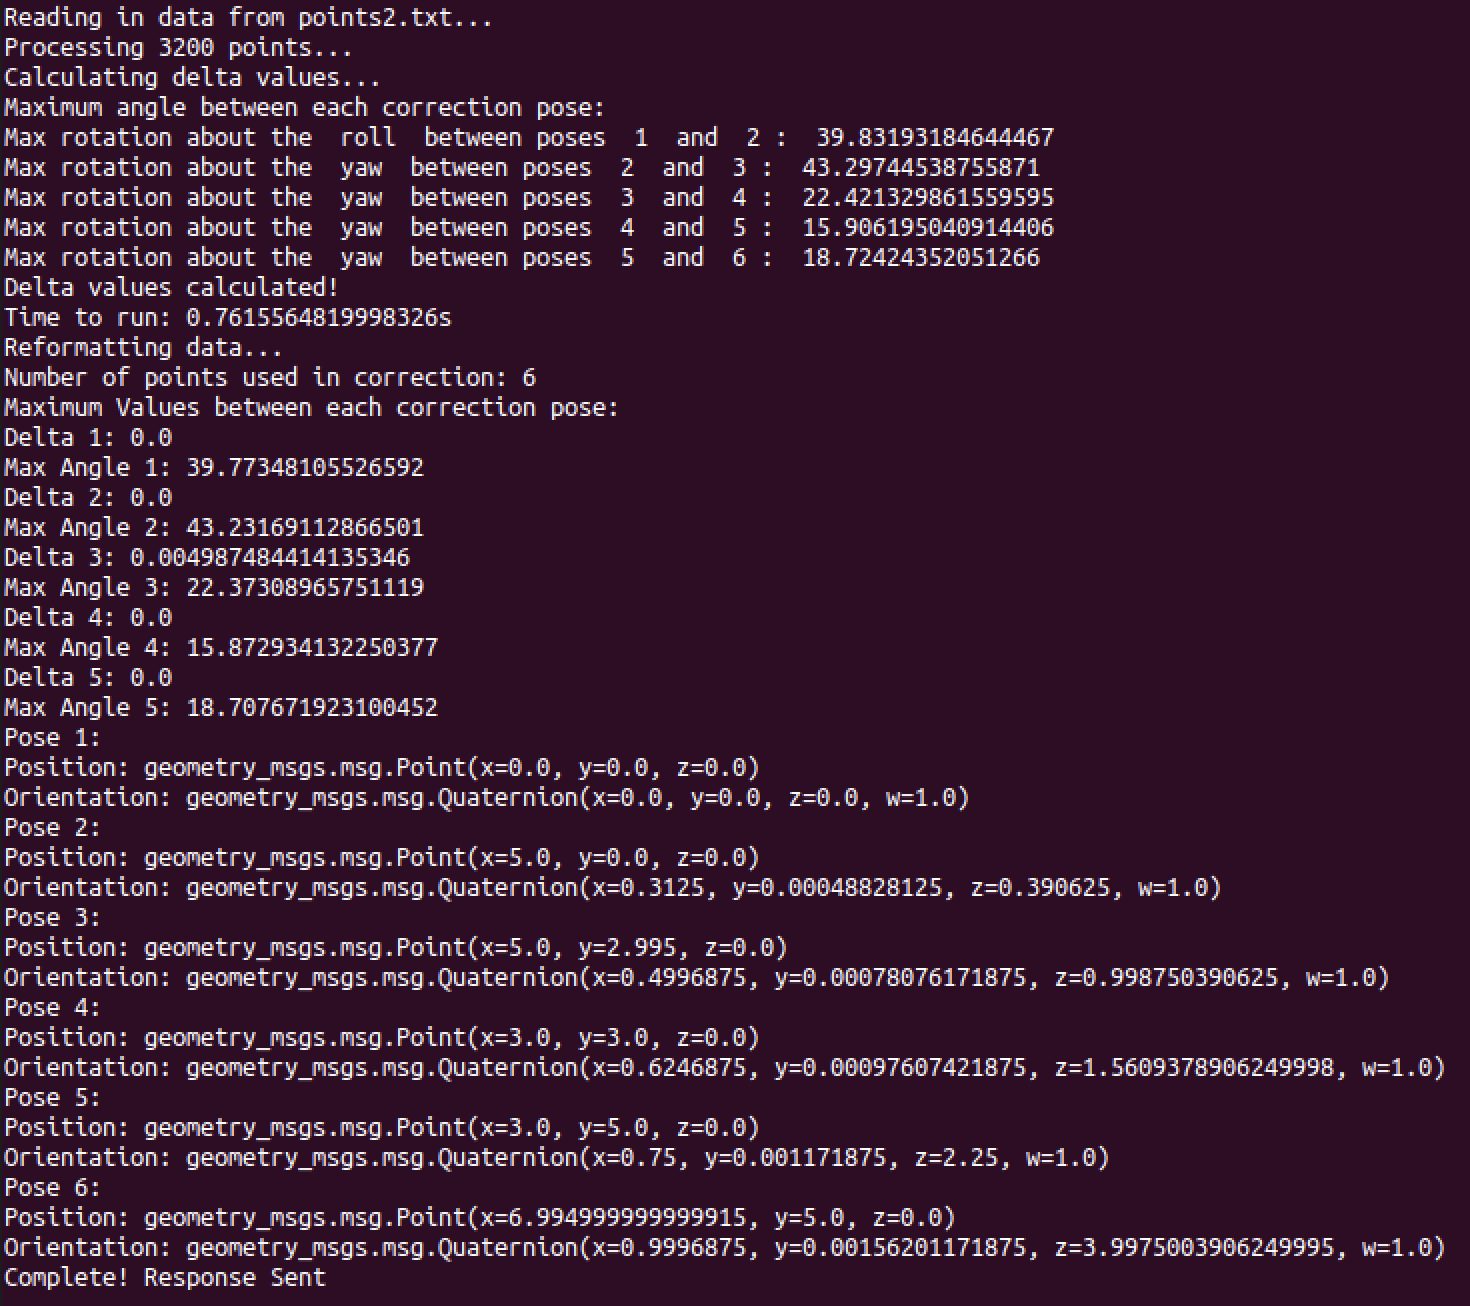 Reading in data from points2.txt...
Processing 3200 points...
Calculating delta values...
Maximum angle between each correction pose:
Max rotation about the  roll  between poses  1  and  2 :  39.83193184644467
Max rotation about the  yaw  between poses  2  and  3 :  43.29744538755871
Max rotation about the  yaw  between poses  3  and  4 :  22.421329861559595
Max rotation about the  yaw  between poses  4  and  5 :  15.906195040914406
Max rotation about the  yaw  between poses  5  and  6 :  18.72424352051266
Delta values calculated!
Time to run: 0.7615564819998326s
Reformatting data...
Number of points used in correction: 6
Maximum Values between each correction pose:
Delta 1: 0.0
Max Angle 1: 39.77348105526592
Delta 2: 0.0
Max Angle 2: 43.23169112866501
Delta 3: 0.004987484414135346
Max Angle 3: 22.37308965751119
Delta 4: 0.0
Max Angle 4: 15.872934132250377
Delta 5: 0.0
Max Angle 5: 18.707671923100452
Pose 1:
Position: geometry_msgs.msg.Point(x=0.0, y=0.0, z=0.0)
Orientation: geometry_msgs.msg.Quaternion(x=0.0, y=0.0, z=0.0, w=1.0)
Pose 2:
Position: geometry_msgs.msg.Point(x=5.0, y=0.0, z=0.0)
Orientation: geometry_msgs.msg.Quaternion(x=0.3125, y=0.00048828125, z=0.390625, w=1.0)
Pose 3:
Position: geometry_msgs.msg.Point(x=5.0, y=2.995, z=0.0)
Orientation: geometry_msgs.msg.Quaternion(x=0.4996875, y=0.00078076171875, z=0.998750390625, w=1.0)
Pose 4:
Position: geometry_msgs.msg.Point(x=3.0, y=3.0, z=0.0)
Orientation: geometry_msgs.msg.Quaternion(x=0.6246875, y=0.00097607421875, z=1.5609378906249998, w=1.0)
Pose 5:
Position: geometry_msgs.msg.Point(x=3.0, y=5.0, z=0.0)
Orientation: geometry_msgs.msg.Quaternion(x=0.75, y=0.001171875, z=2.25, w=1.0)
Pose 6:
Position: geometry_msgs.msg.Point(x=6.994999999999915, y=5.0, z=0.0)
Orientation: geometry_msgs.msg.Quaternion(x=0.9996875, y=0.00156201171875, z=3.9975003906249995, w=1.0)
Complete! Response Sent